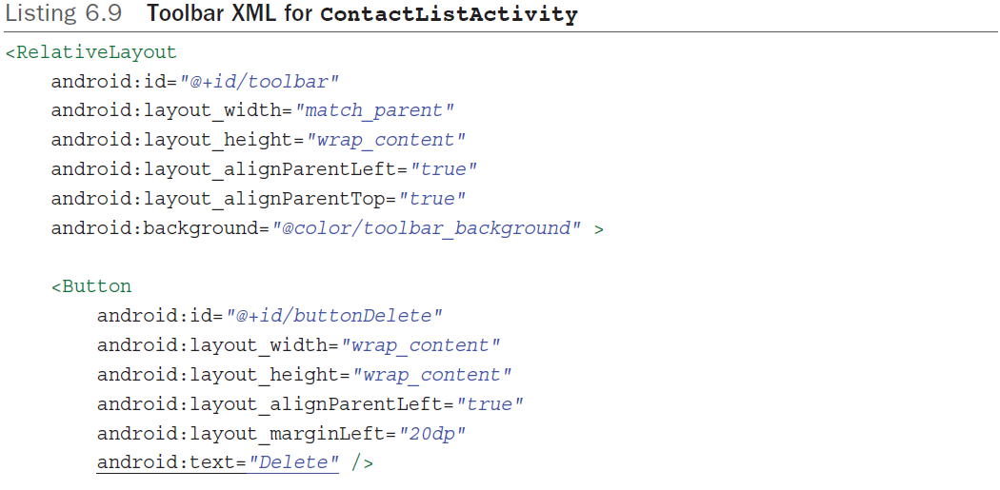 Listing 6.9 Toolbar XML for ContactListActivity
<RelativeLayout
android:id="@+id/toolbar"
android:layout_width="match_parent"
android:layout_height="wrap_content"
android:layout_alignParentLeft="true"
android:layout_alignParentTop="true"
android:background="@color/toolbar_background" >
<Button
android:id="@+id/buttonDelete"
android:layout_width="wrap_content"
android:layout_height="wrap_content"
android:layout_alignParentLeft="true"
android:layout_marginLeft="20dp"
android:text="Delete" />